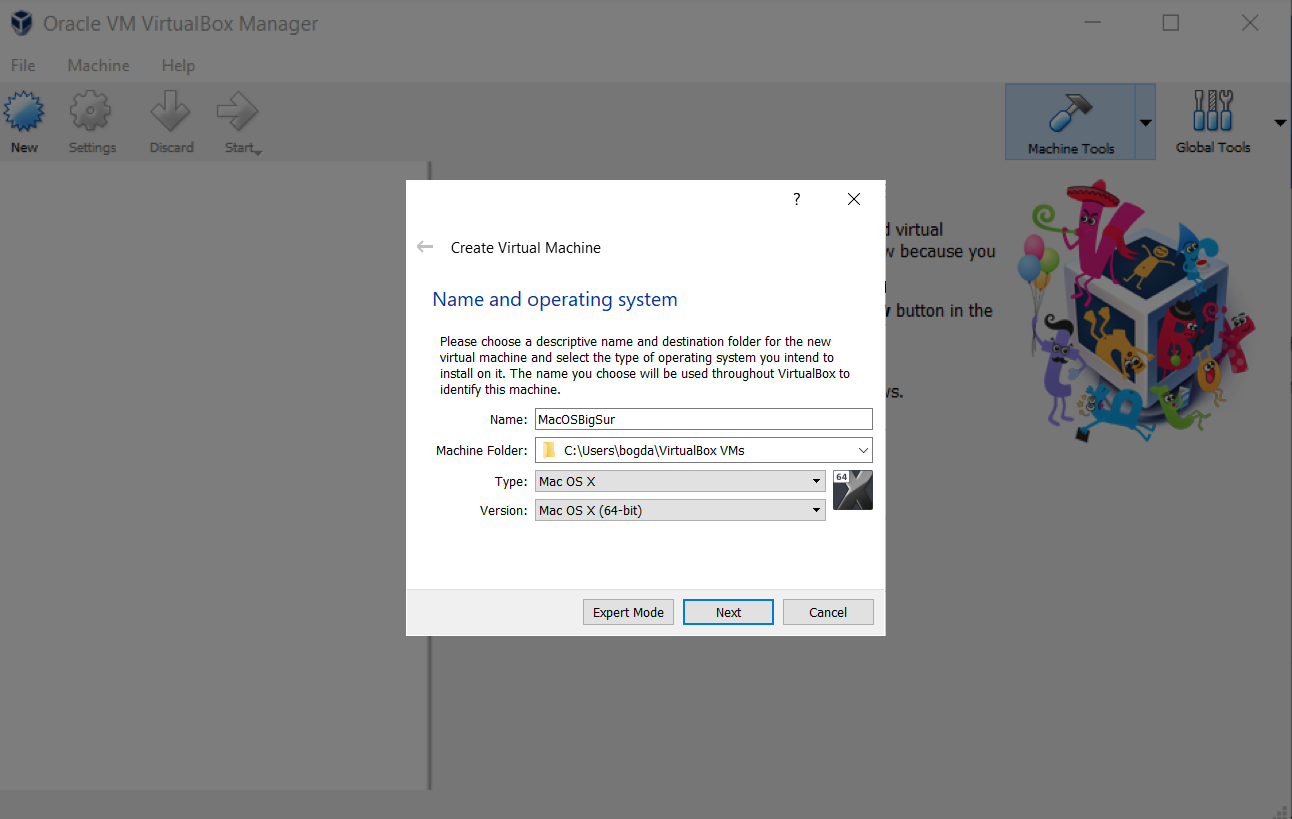 Oracle VM VirtualBox Manager
File Machine Help
New Settings Discard Start
Machine Tools Global Tools
d virtual
w because you
button in the
vs.
?
Create Virtual Machine
Name and operating system
Please choose a descriptive name and destination folder for the new
virtual machine and select the type of operating system you intend to
install on it. The name you choose will be used throughout VirtualBox to
identify this machine.
Name: MacOSBigSur
Machine Folder: C:\Users\bogda\VirtualBox VMs
Type: Mac OS X
64
Version: Mac OS X (64-bit)
Expert Mode Next Cancel